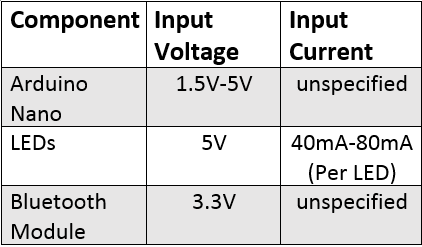 Component Input Voltage Input Current
Arduino Nano 1.5V-5V unspecified
LEDs 5V 40mA-80mA (Per LED)
Bluetooth Module 3.3V unspecified